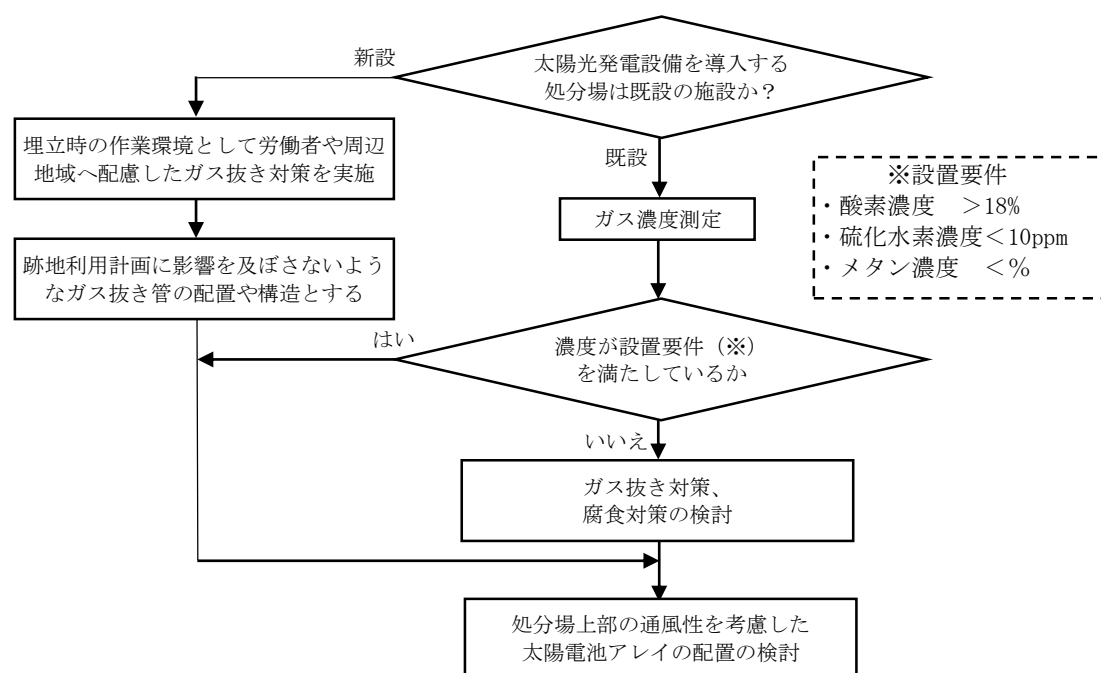 太陽光発電設備を導入する
処分場は既設の施設か？
新設
既設
埋立時の作業環境として労働者や周辺
地域へ配慮したガス抜き対策を実施
跡地利用計画に影響を及ぼさないよう
なガス抜き管の配置や構造とする
ガス濃度測定
※設置要件
・酸素濃度　＞18%
・硫化水素濃度＜10ppm
・メタン濃度　＜％
濃度が設置要件（※）
を満たしているか
はい
いいえ
ガス抜き対策、
腐食対策の検討
処分場上部の通風性を考慮した
太陽電池アレイの配置の検討